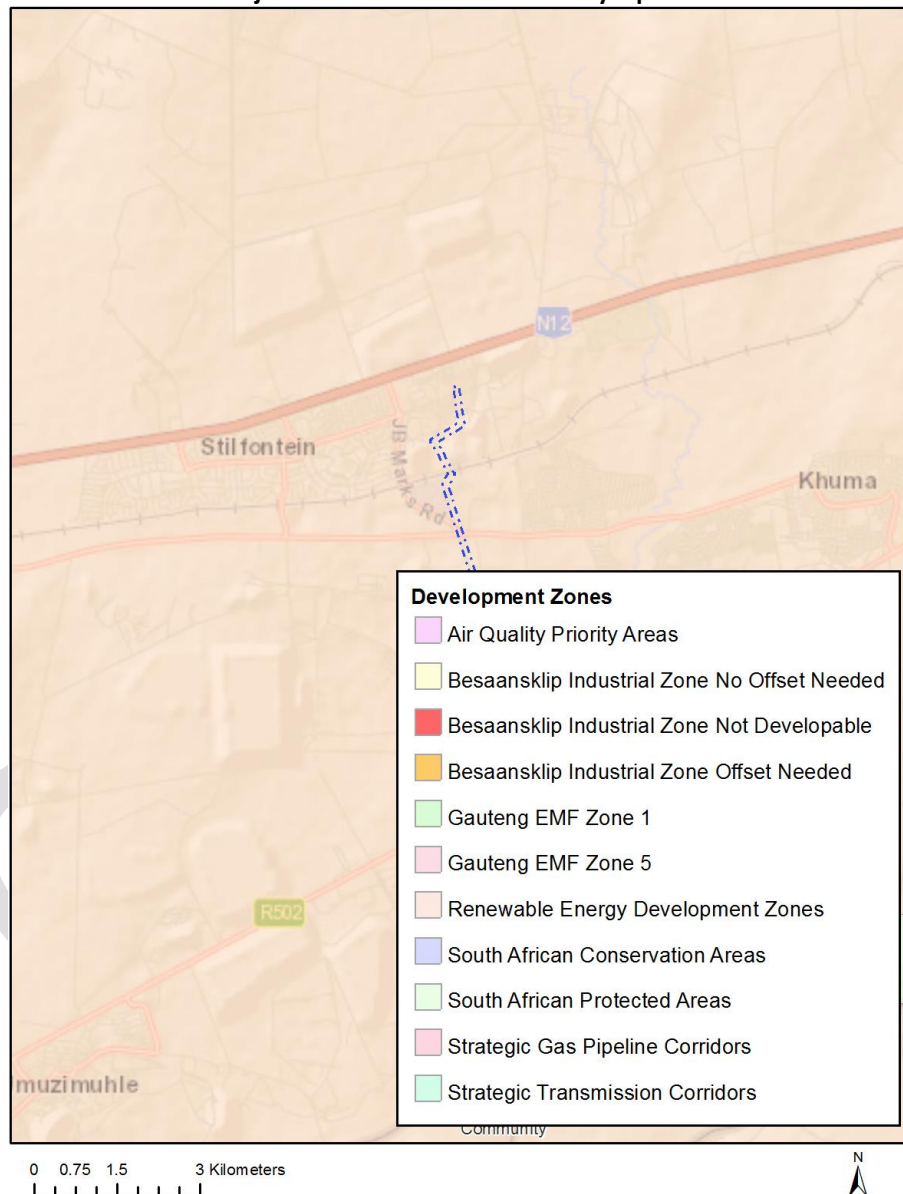 N12
Stilfontein
JB Marks Rd
Khuma
Development Zones
Air Quality Priority Areas
Besaansklip Industrial Zone No Offset Needed
Besaansklip Industrial Zone Not Developable
Besaansklip Industrial Zone Offset Needed
Gauteng EMF Zone 1
Gauteng EMF Zone 5
Renewable Energy Development Zones
South African Conservation Areas
South African Protected Areas
Strategic Gas Pipeline Corridors
Strategic Transmission Corridors
R502
muzimuhle
Community
0 0.75 1.5 3 Kilometers
N